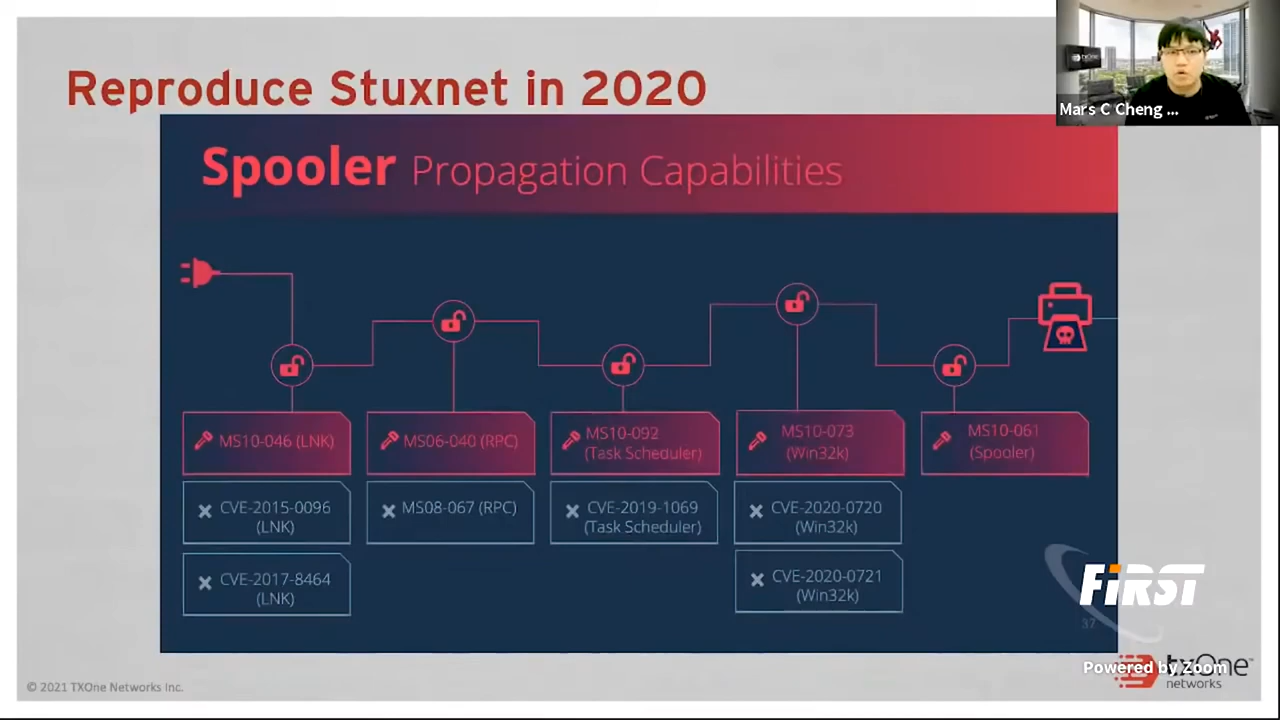 Reproduce Stuxnet in 2020
Mars C Cheng ...
Spooler Propagation Capabilities
MS10-046 (LNK)
MS06-040 (RPC)
MS10-092
(Task Scheduler)
MS10-073
(Win32k)
MS10-061
(Spooler)
CVE-2015-0096
(LNK)
MS08-067 (RPC)
CVE-2019-1069
(Task Scheduler)
CVE-2020-0720
(Win32k)
CVE-2017-8464
(LNK)
CVE-2020-0721
(Win32k)
FiRST
37
Powered by Zoom
txOne
networks
© 2021 TXOne Networks Inc.